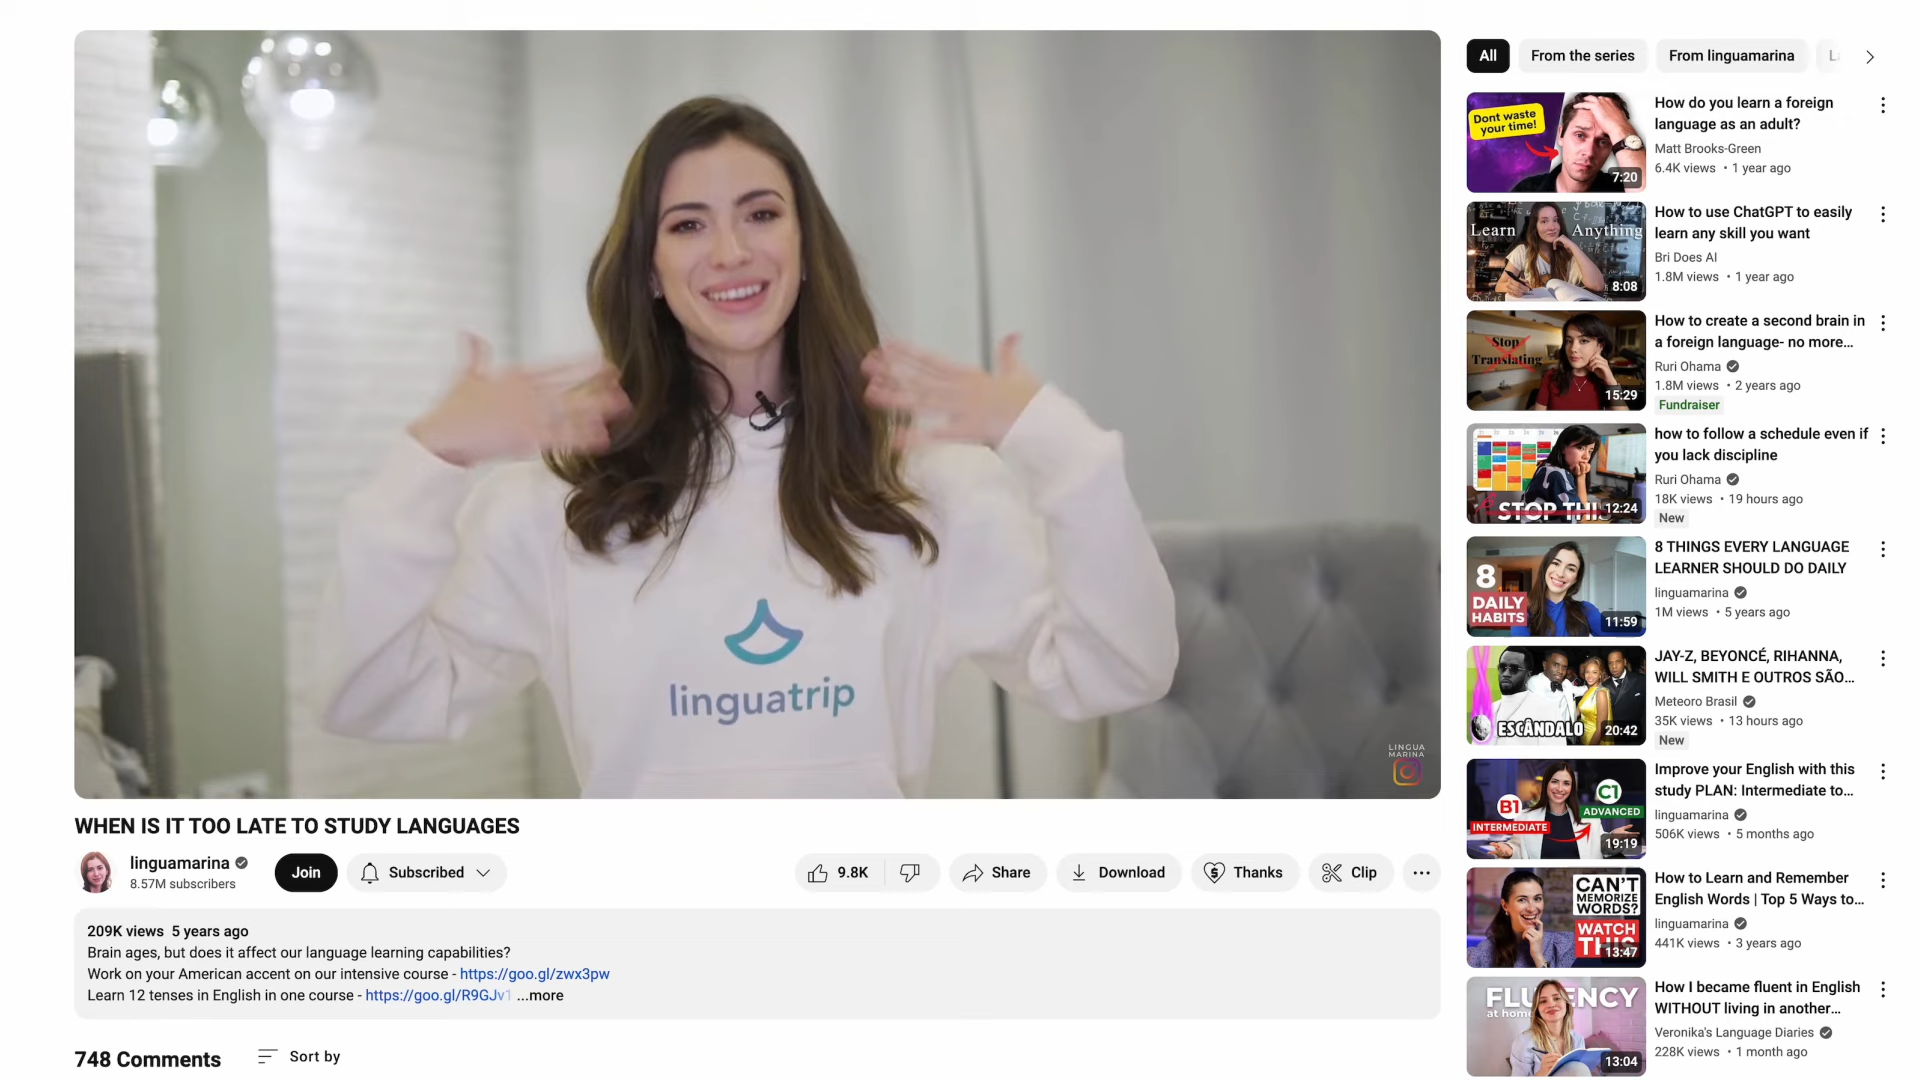 linguatrip
LINGUA
MARINA
WHEN IS IT TOO LATE TO STUDY LANGUAGES
linguamarina
8.57M subscribers
Join
Subscribed
9.8K
Share
Download
Thanks
Clip
209K views 5 years ago
Brain ages, but does it affect our language learning capabilities?
Work on your American accent on our intensive course - https://goo.gl/zwx3pw
Learn 12 tenses in English in one course - https://goo.gl/R9GJv1 ...more
748 Comments
Sort by
All
From the series
From linguamarina
Dont waste
your time!
7:20
How do you learn a foreign
language as an adult?
Matt Brooks-Green
6.4K views • 1 year ago
Learn Anything
8:08
How to use ChatGPT to easily
learn any skill you want
Bri Does AI
1.8M views • 1 year ago
Stop
Translating
15:29
How to create a second brain in
a foreign language- no more...
Ruri Ohama
1.8M views • 2 years ago
Fundraiser
STOP THIS
12:24
how to follow a schedule even if
you lack discipline
Ruri Ohama
18K views • 19 hours ago
New
8
DAILY
HABITS
11:59
8 THINGS EVERY LANGUAGE
LEARNER SHOULD DO DAILY
linguamarina
1M views • 5 years ago
ESCÂNDALO
20:42
JAY-Z, BEYONCÉ, RIHANNA,
WILL SMITH E OUTROS SÃO...
Meteoro Brasil
35K views • 13 hours ago
New
B1
INTERMEDIATE
C1
ADVANCED
19:19
Improve your English with this
study PLAN: Intermediate to...
linguamarina
506K views • 5 months ago
CAN'T
MEMORIZE
WORDS?
WATCH
THIS
13:47
How to Learn and Remember
English Words | Top 5 Ways to...
linguamarina
441K views • 3 years ago
FLUENCY
at home
13:04
How I became fluent in English
WITHOUT living in another...
Veronika's Language Diaries
228K views • 1 month ago